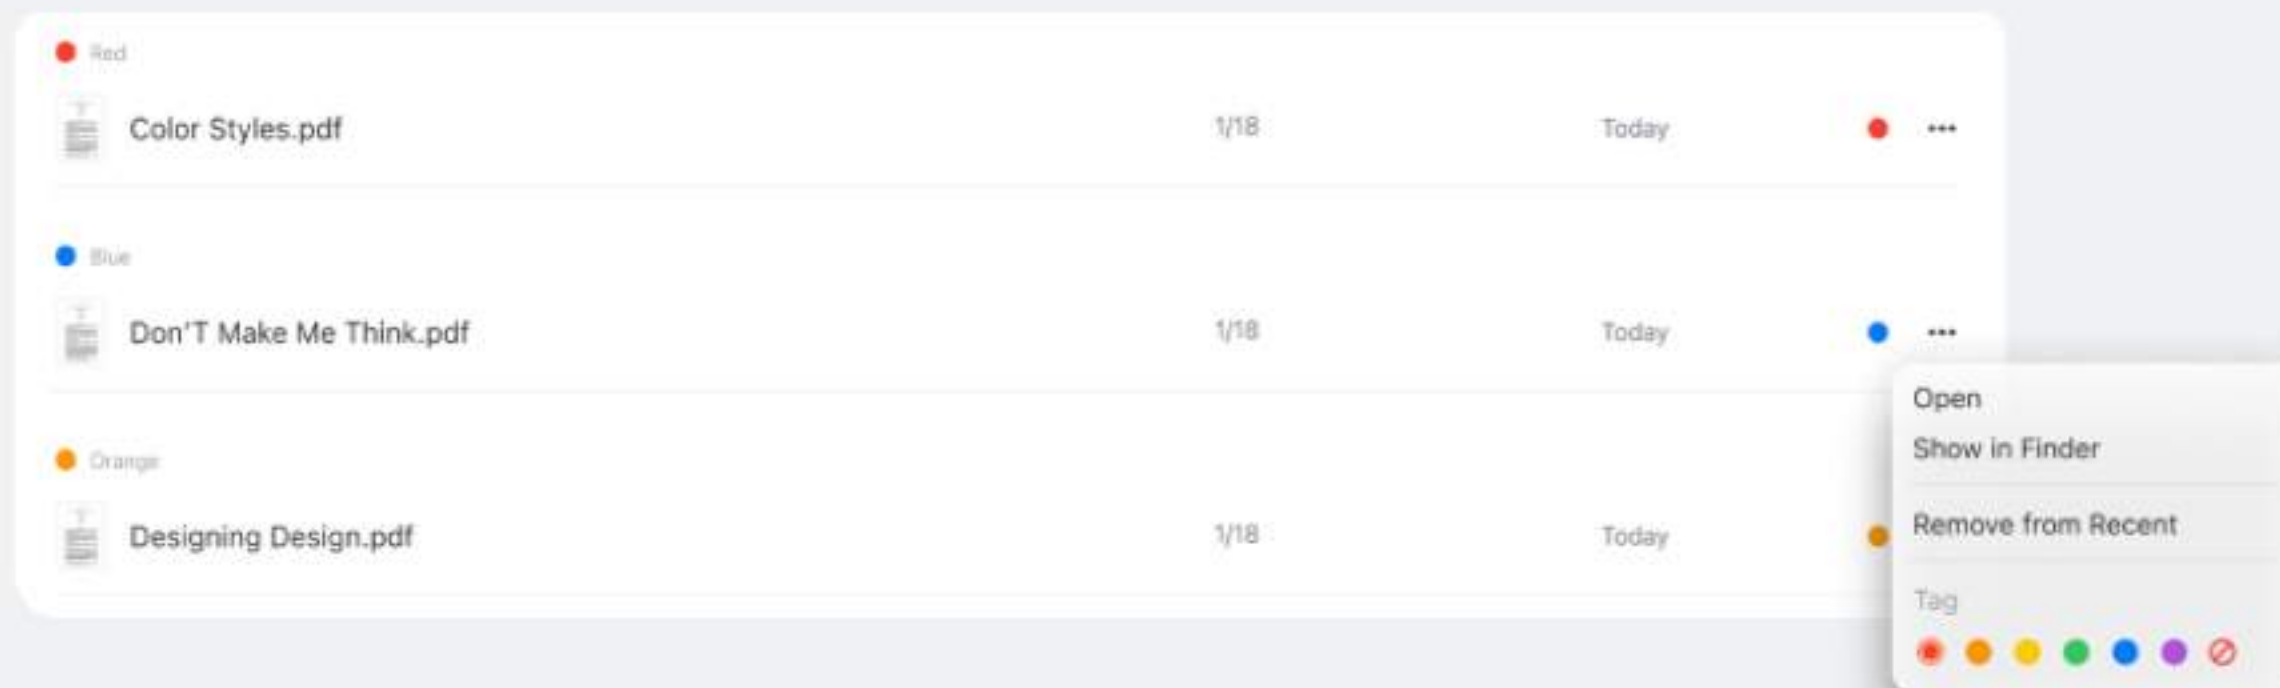 Red
Color Styles.pdf 1/18 Today •••
Blue
Don'T Make Me Think.pdf 1/18 Today •••
Open
Show in Finder
Orange
Designing Design.pdf 1/18 Today
Remove from Recent
Tag